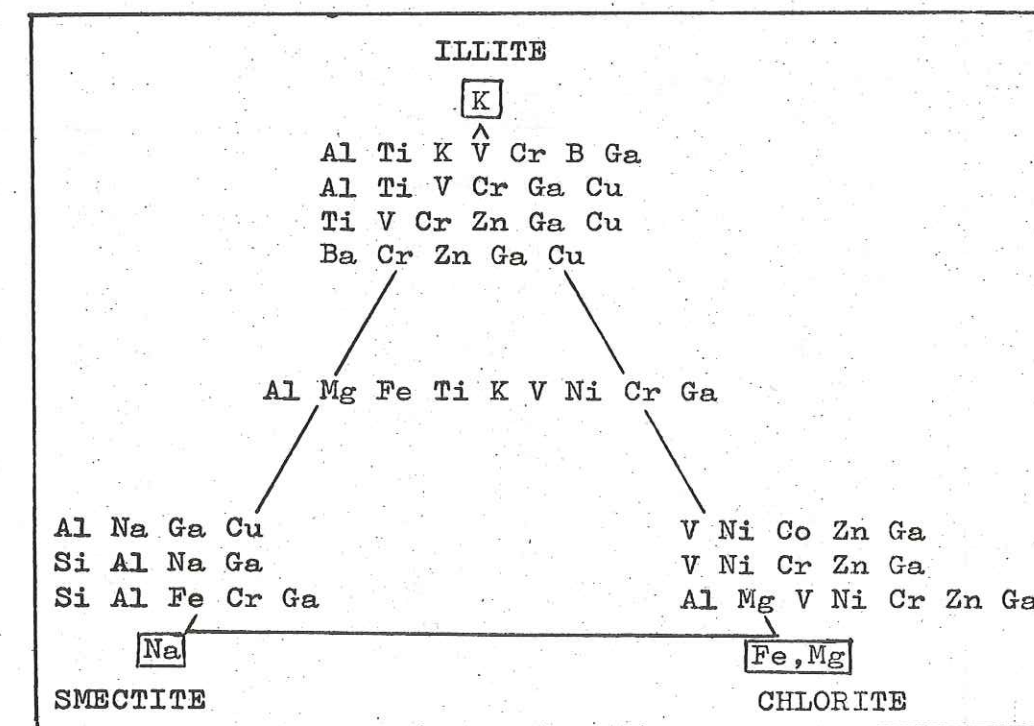 ILLITE
K
Al Ti K V Cr B Ga
Al Ti V Cr Ga Cu
Ti V Cr Zn Ga Cu
Ba Cr Zn Ga Cu
Al Mg Fe Ti K V Ni Cr Ga
Al Na Ga Cu
Si Al Na Ga
Si Al Fe Cr Ga
V Ni Co Zn Ga
V Ni Cr Zn Ga
Al Mg V Ni Cr Zn Ga
Na
Fe,Mg
SMECTITE
CHLORITE